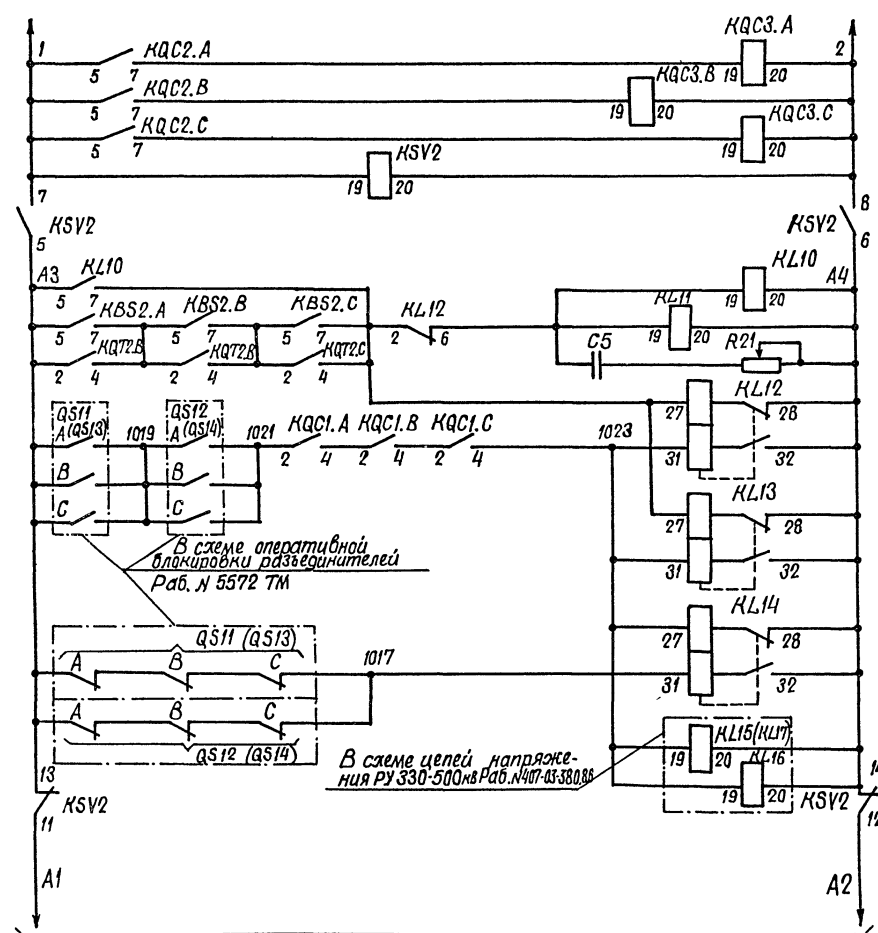 1 KQC2.A KQC3.A 2
5 7 19 20
KQC2.B KQC3.B
5 7 19 20
KQC2.C KQC3.C
5 7 19 20
KSV2
19 20
7 8
KSV2 KSV2
5 6
A3 KL10 KL10 A4
5 7 19 20
KBS2.A KBS2.B KBS2.C KL12 KL11
5 7 5 7 5 7 2 6 19 20
KQT2.B KQT2.B KQT2.C C5 R21
2 4 2 4 2 4
QS11 QS12 KL12
A (QS13) 1019 A (QS14) 1021 KQC1.A KQC1.B KQC1.C 1023 27 28
2 4 2 4 2 4 31 32
B B
C C KL13
27 28
В схеме оперативной
блокировки разъединителей
Раб. N 5572 ТМ
31 32
KL14
QS11 (QS13) 27 28
A B C 1017
31 32
A B C
QS12 (QS14)
В схеме цепей напряже-
ния РУ 330-500кв Раб. N407-03-380.86
KL15 (KL17)
19 20
KL16
19 20
13 14
KSV2 KSV2
11 12
A1 A2